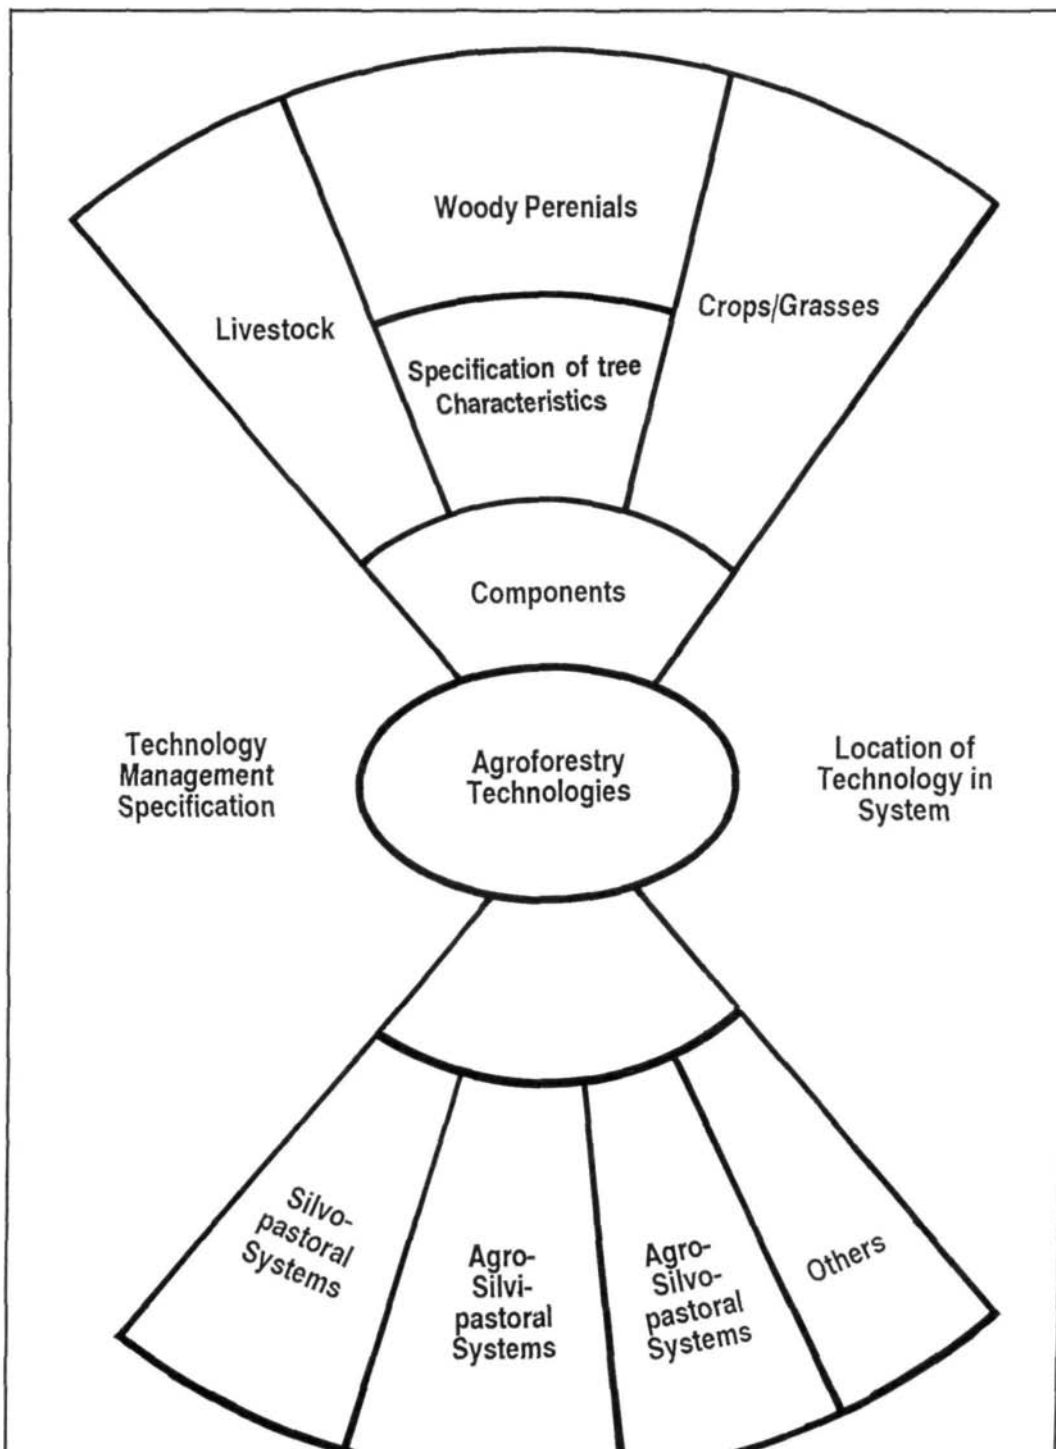 Woody Perenials
Livestock
Crops/Grasses
Specification of tree
Characteristics
Components
Technology
Management
Specification
Agroforestry
Technologies
Location of
Technology in
System
Silvo-
pastoral
Systems
Agro-
Silvi-
pastoral
Systems
Agro-
Silvo-
pastoral
Systems
Others